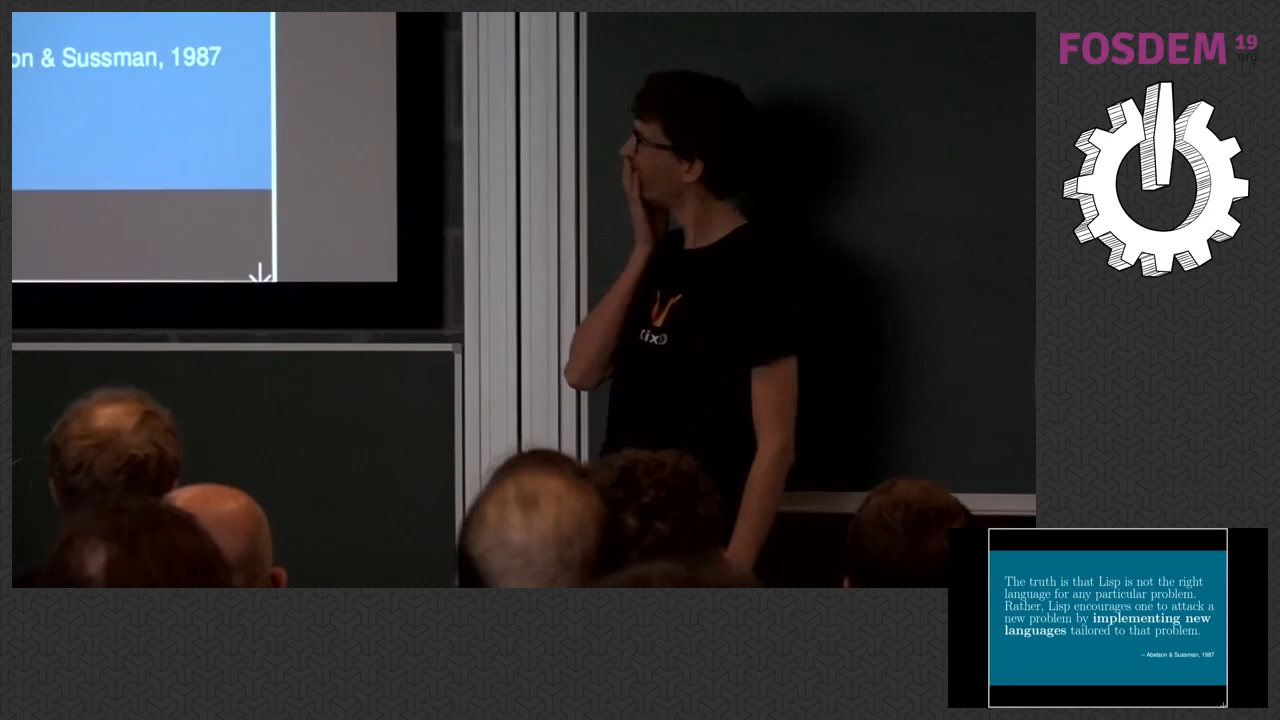 on & Sussman, 1987
FOSDEM 19
.org
tix9
The truth is that Lisp is not the right
language for any particular problem.
Rather, Lisp encourages one to attack a
new problem by implementing new
languages tailored to that problem.
– Abelson & Sussman, 1987